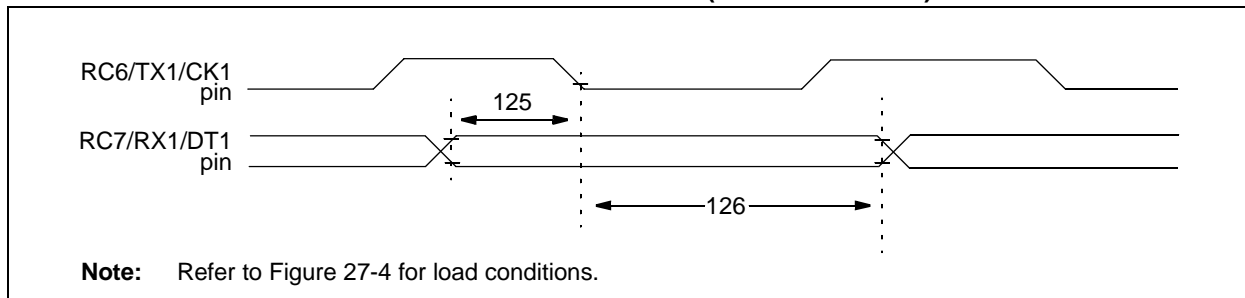 RC6/TX1/CK1
pin
125
RC7/RX1/DT1
pin
126
Note: Refer to Figure 27-4 for load conditions.